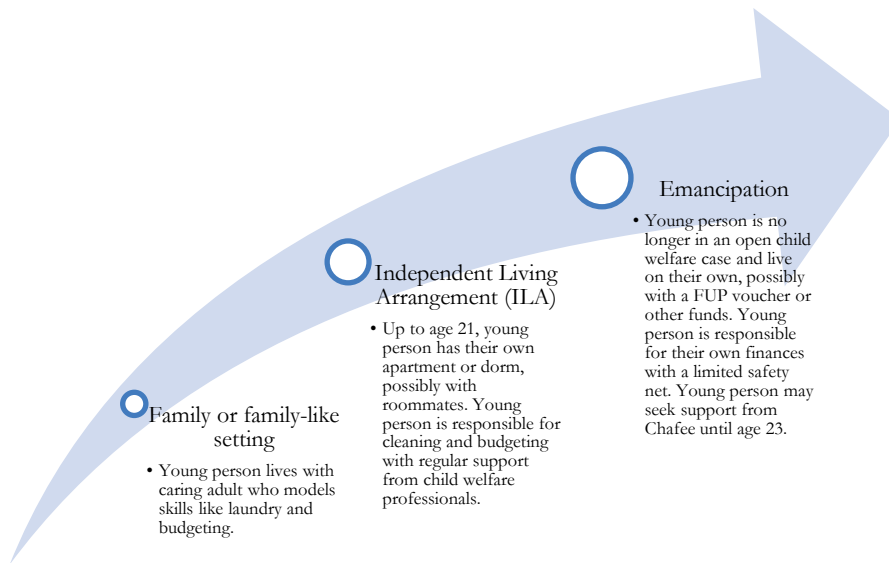 Family or family-like
setting
• Young person lives with
caring adult who models
skills like laundry and
budgeting.
Independent Living
Arrangement (ILA)
• Up to age 21, young
person has their own
apartment or dorm,
possibly with
roommates. Young
person is responsible for
cleaning and budgeting
with regular support
from child welfare
professionals.
Emancipation
• Young person is no
longer in an open child
welfare case and live
on their own, possibly
with a FUP voucher or
other funds. Young
person is responsible
for their own finances
with a limited safety
net. Young person may
seek support from
Chafee until age 23.